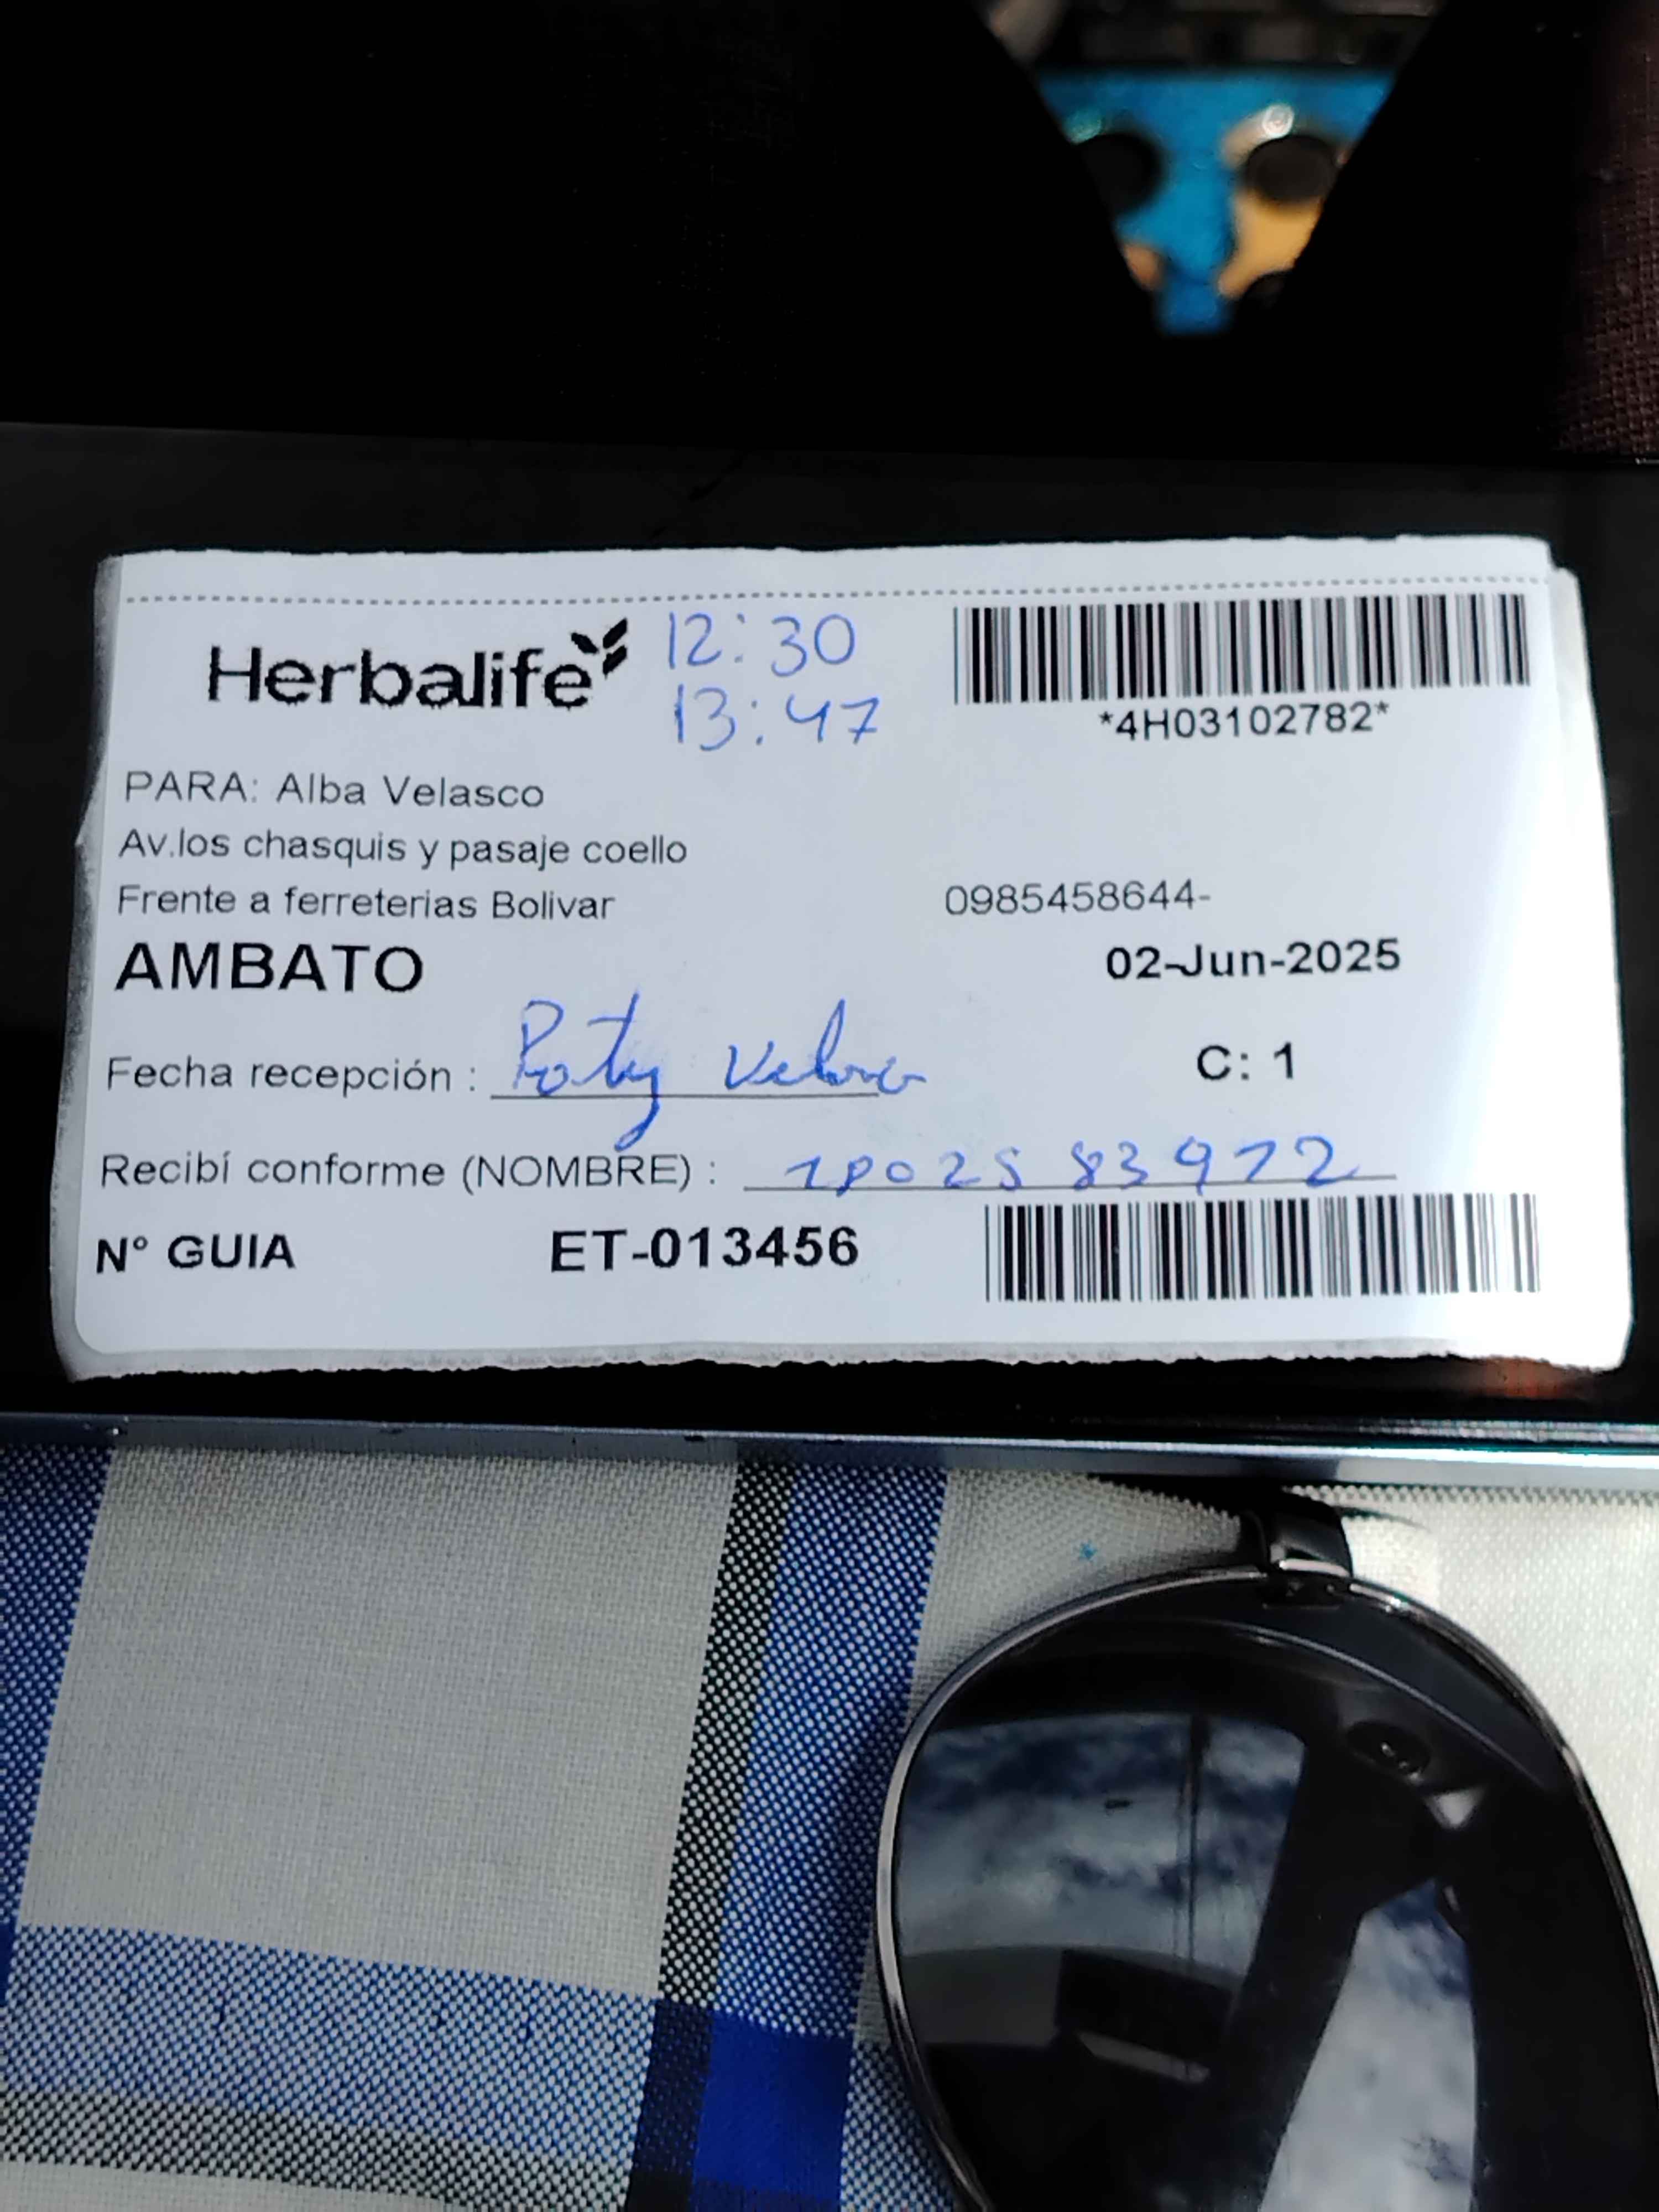 Herbalife
12:30
13:47
*4H03102782*
PARA: Alba Velasco
Av.los chasquis y pasaje coello
Frente a ferreterias Bolivar 0985458644-
AMBATO 02-Jun-2025
Fecha recepción : C: 1
Recibí conforme (NOMBRE) : 1802583912
N° GUIA ET-013456